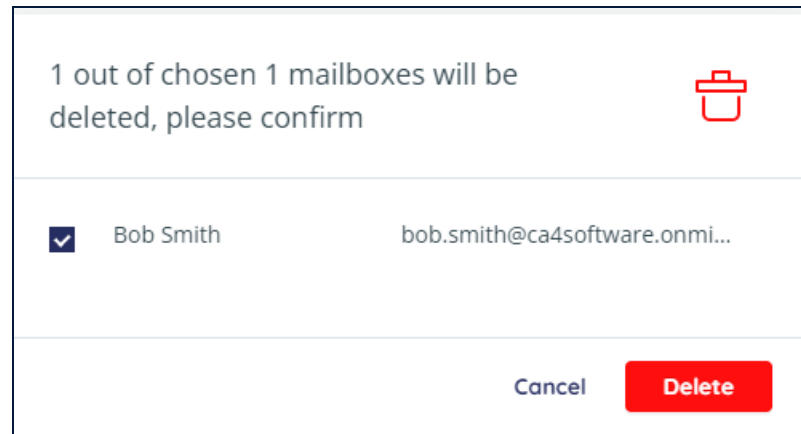 1 out of chosen 1 mailboxes will be
deleted, please confirm
Bob Smith bob.smith@ca4software.onmi...
Cancel Delete